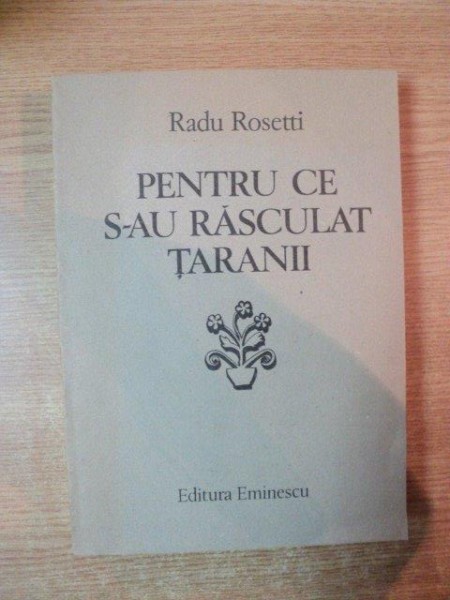 Radu Rosetti
PENTRU CE
S-AU RĂSCULAT
ȚARANII
Editura Eminescu